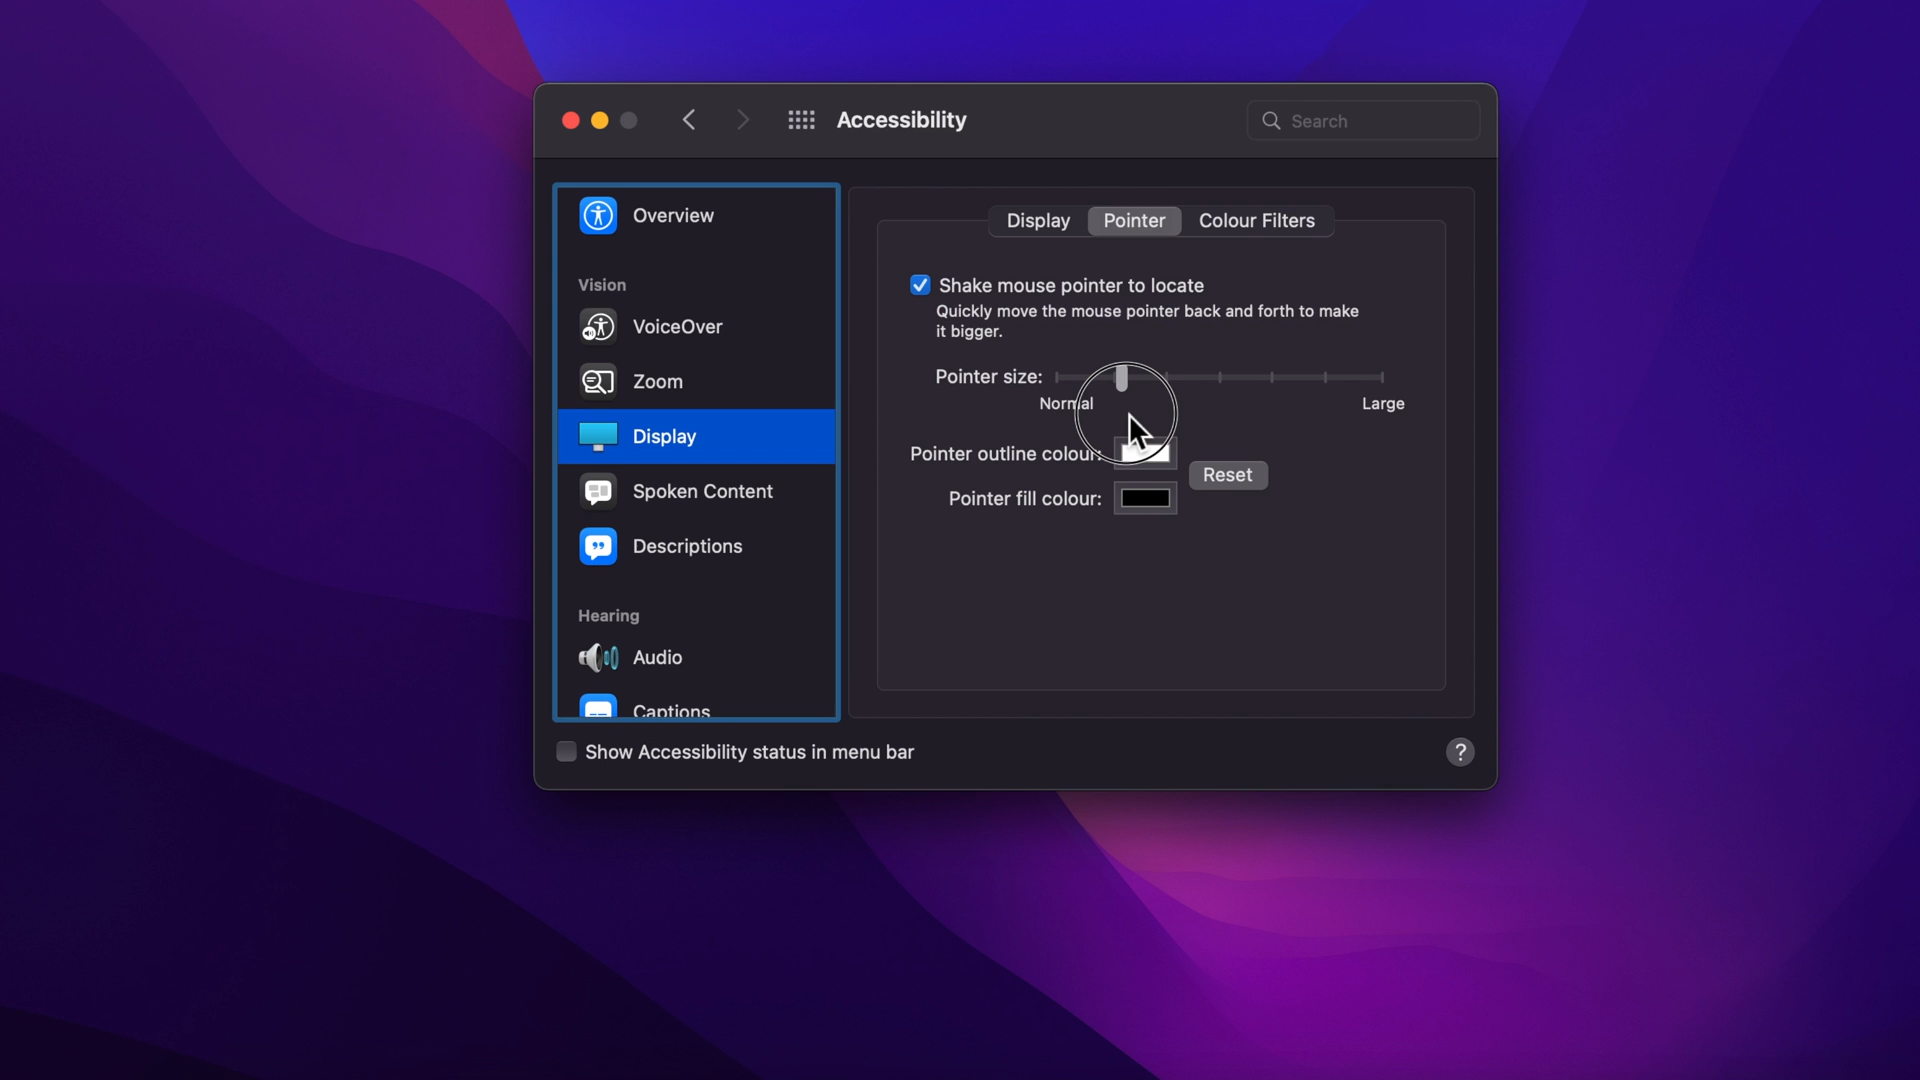 Accessibility
Search
Overview
Vision
VoiceOver
Zoom
Display
Spoken Content
Descriptions
Hearing
Audio
Captions
Display Pointer Colour Filters
Shake mouse pointer to locate
Quickly move the mouse pointer back and forth to make
it bigger.
Pointer size:
Normal Large
Pointer outline colour:
Reset
Pointer fill colour:
Show Accessibility status in menu bar
?